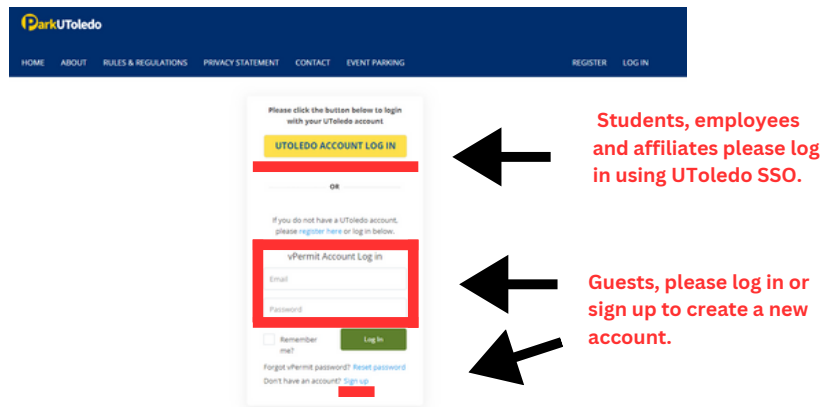 ParkUToledo
HOME ABOUT RULES & REGULATIONS PRIVACY STATEMENT CONTACT EVENT PARKING REGISTER LOG IN
Please click the button below to login
with your UToledo account
UTOLEDO ACCOUNT LOG IN
OR
If you do not have a UToledo account,
please register here or log in below.
vPermit Account Log in
Email
Password
Remember
me?
Log In
Forgot vPermit password? Reset password
Don't have an account? Sign up
Students, employees
and affiliates please log
in using UToledo SSO.
Guests, please log in or
sign up to create a new
account.